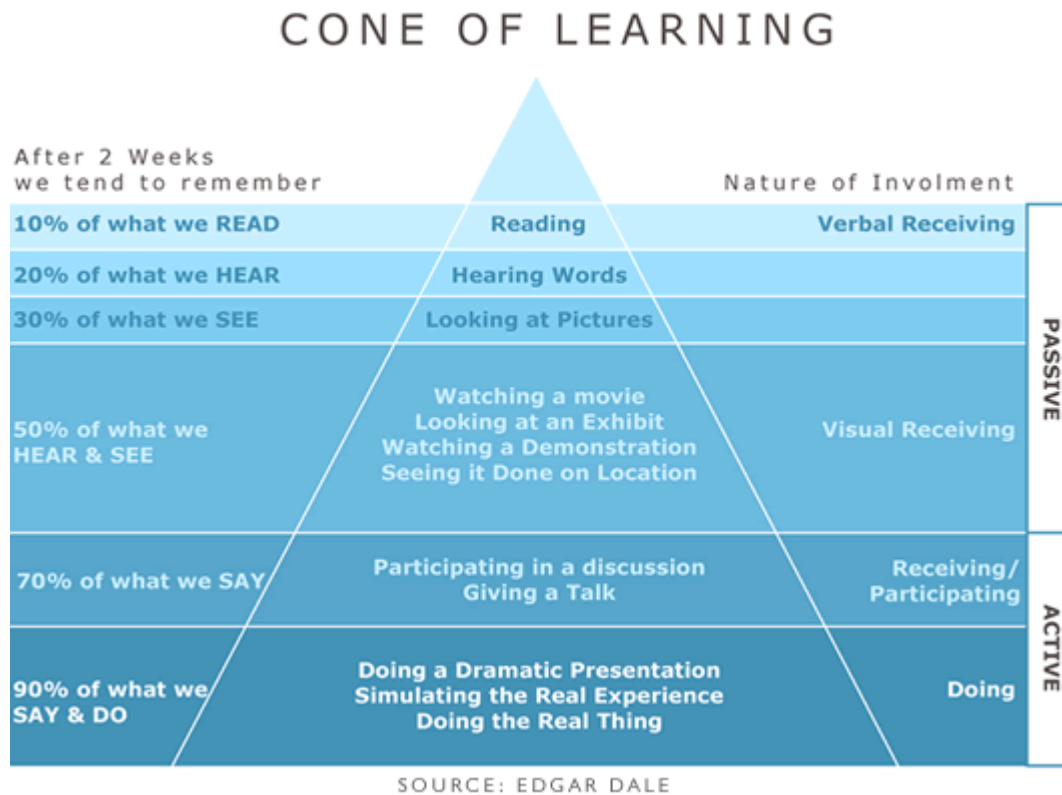 CONE OF LEARNING
After 2 Weeks
we tend to remember
Nature of Involment
10% of what we READ
Reading
Verbal Receiving
20% of what we HEAR
Hearing Words
30% of what we SEE
Looking at Pictures
50% of what we
HEAR & SEE
Watching a movie
Looking at an Exhibit
Watching a Demonstration
Seeing it Done on Location
Visual Receiving
PASSIVE
70% of what we SAY
Participating in a discussion
Giving a Talk
Receiving/
Participating
90% of what we
SAY & DO
Doing a Dramatic Presentation
Simulating the Real Experience
Doing the Real Thing
Doing
ACTIVE
SOURCE: EDGAR DALE